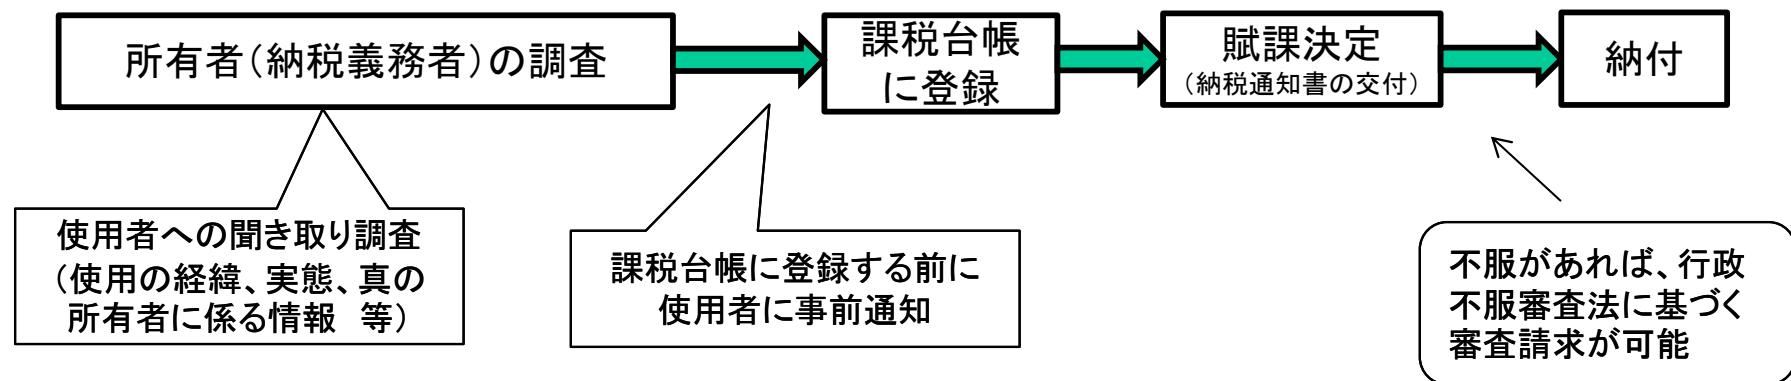 所有者（納税義務者）の調査
課税台帳
に登録
賦課決定
（納税通知書の交付）
納付
使用者への聞き取り調査
（使用の経緯、実態、真の
所有者に係る情報　等）
課税台帳に登録する前に
使用者に事前通知
不服があれば、行政
不服審査法に基づく
審査請求が可能